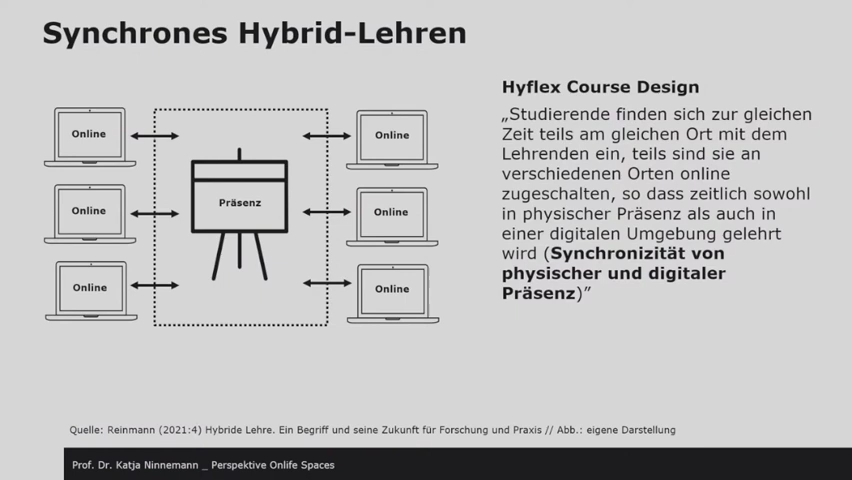 Synchrones Hybrid-Lehren
Online
Online
Online
Präsenz
Online
Online
Online
Hyflex Course Design
„Studierende finden sich zur gleichen
Zeit teils am gleichen Ort mit dem
Lehrenden ein, teils sind sie an
verschiedenen Orten online
zugeschalten, so dass zeitlich sowohl
in physischer Präsenz als auch in
einer digitalen Umgebung gelehrt
wird (Synchronizität von
physischer und digitaler
Präsenz)”
Quelle: Reinmann (2021:4) Hybride Lehre. Ein Begriff und seine Zukunft für Forschung und Praxis // Abb.: eigene Darstellung
Prof. Dr. Katja Ninnemann _ Perspektive Onlife Spaces